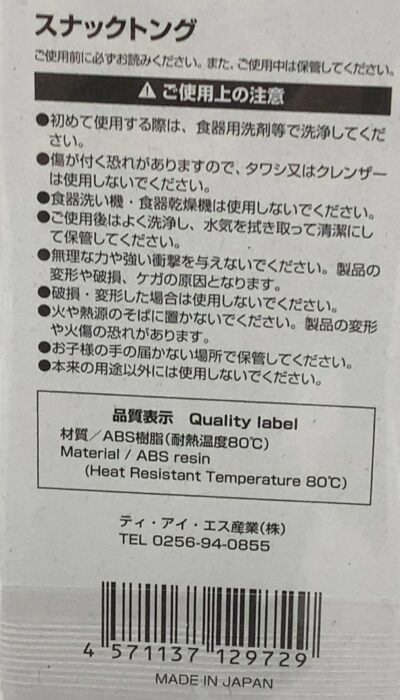 スナックトング
ご使用前に必ずお読みください。また、ご使用中は保管してください。
⚠ご使用上の注意
●初めて使用する際は、食器用洗剤等で洗浄してくだ
さい。
●傷が付く恐れがありますので、タワシ又はクレンザー
は使用しないでください。
●食器洗い機・食器乾燥機は使用しないでください。
●ご使用後はよく洗浄し、水気を拭き取って清潔にし
て保管してください。
●無理な力や強い衝撃を与えないでください。製品の
変形や破損、ケガの原因となります。
●破損・変形した場合は使用しないでください。
●火や熱源のそばに置かないでください。製品の変形
や火傷の恐れがあります。
●お子様の手の届かない場所で保管してください。
●本来の用途以外には使用しないでください。
品質表示 Quality label
材質／ABS樹脂(耐熱温度80℃)
Material / ABS resin
(Heat Resistant Temperature 80℃)
ティ・アイ・エス産業(株)
TEL 0256-94-0855
4 571137 129729
MADE IN JAPAN